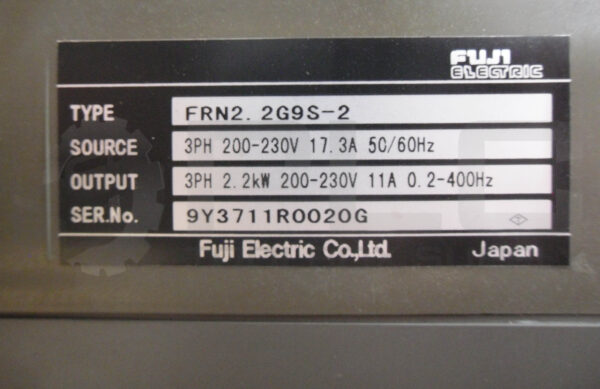 FUJI
ELECTRIC
TYPE FRN2.2G9S-2
SOURCE 3PH 200-230V 17.3A 50/60Hz
OUTPUT 3PH 2.2kW 200-230V 11A 0.2-400Hz
SER.No. 9Y3711R0020G
Fuji Electric Co.,Ltd. Japan